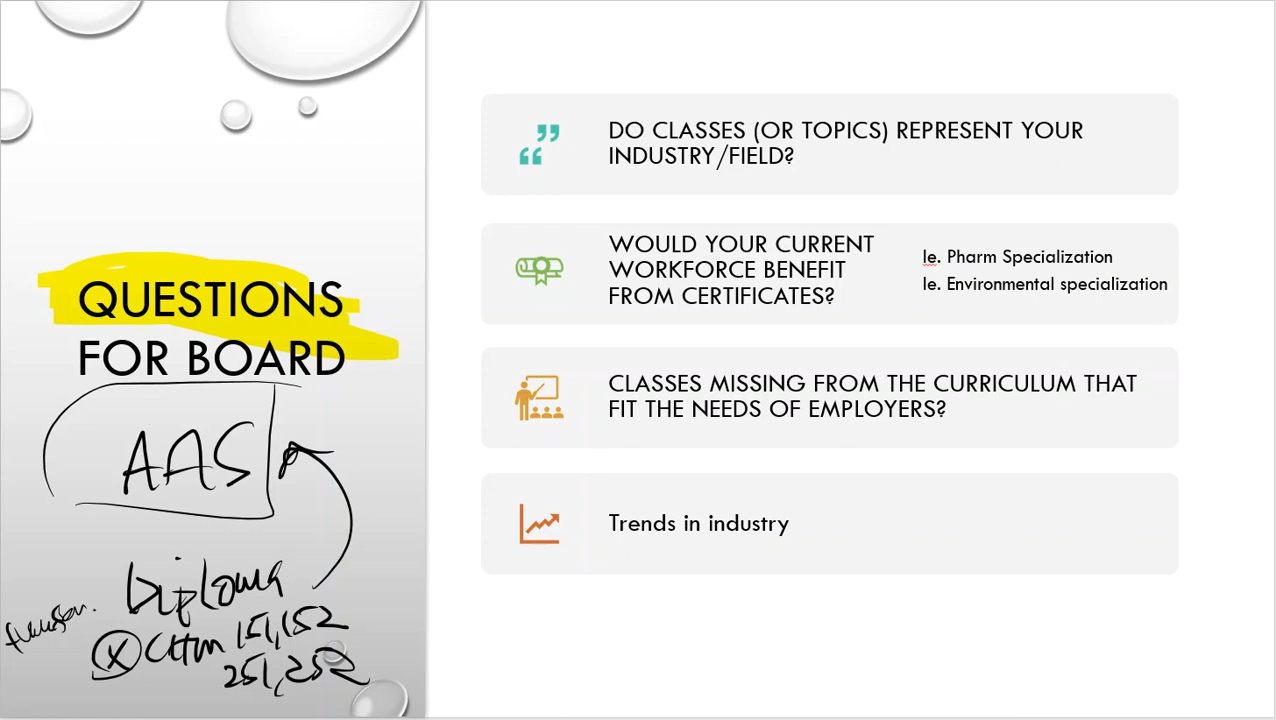 QUESTIONS
FOR BOARD
AAS
Diploma
X CHM 151, 152
251, 252
DO CLASSES (OR TOPICS) REPRESENT YOUR
INDUSTRY/FIELD?
WOULD YOUR CURRENT
WORKFORCE BENEFIT
FROM CERTIFICATES?
Ie. Pharm Specialization
Ie. Environmental specialization
CLASSES MISSING FROM THE CURRICULUM THAT
FIT THE NEEDS OF EMPLOYERS?
Trends in industry